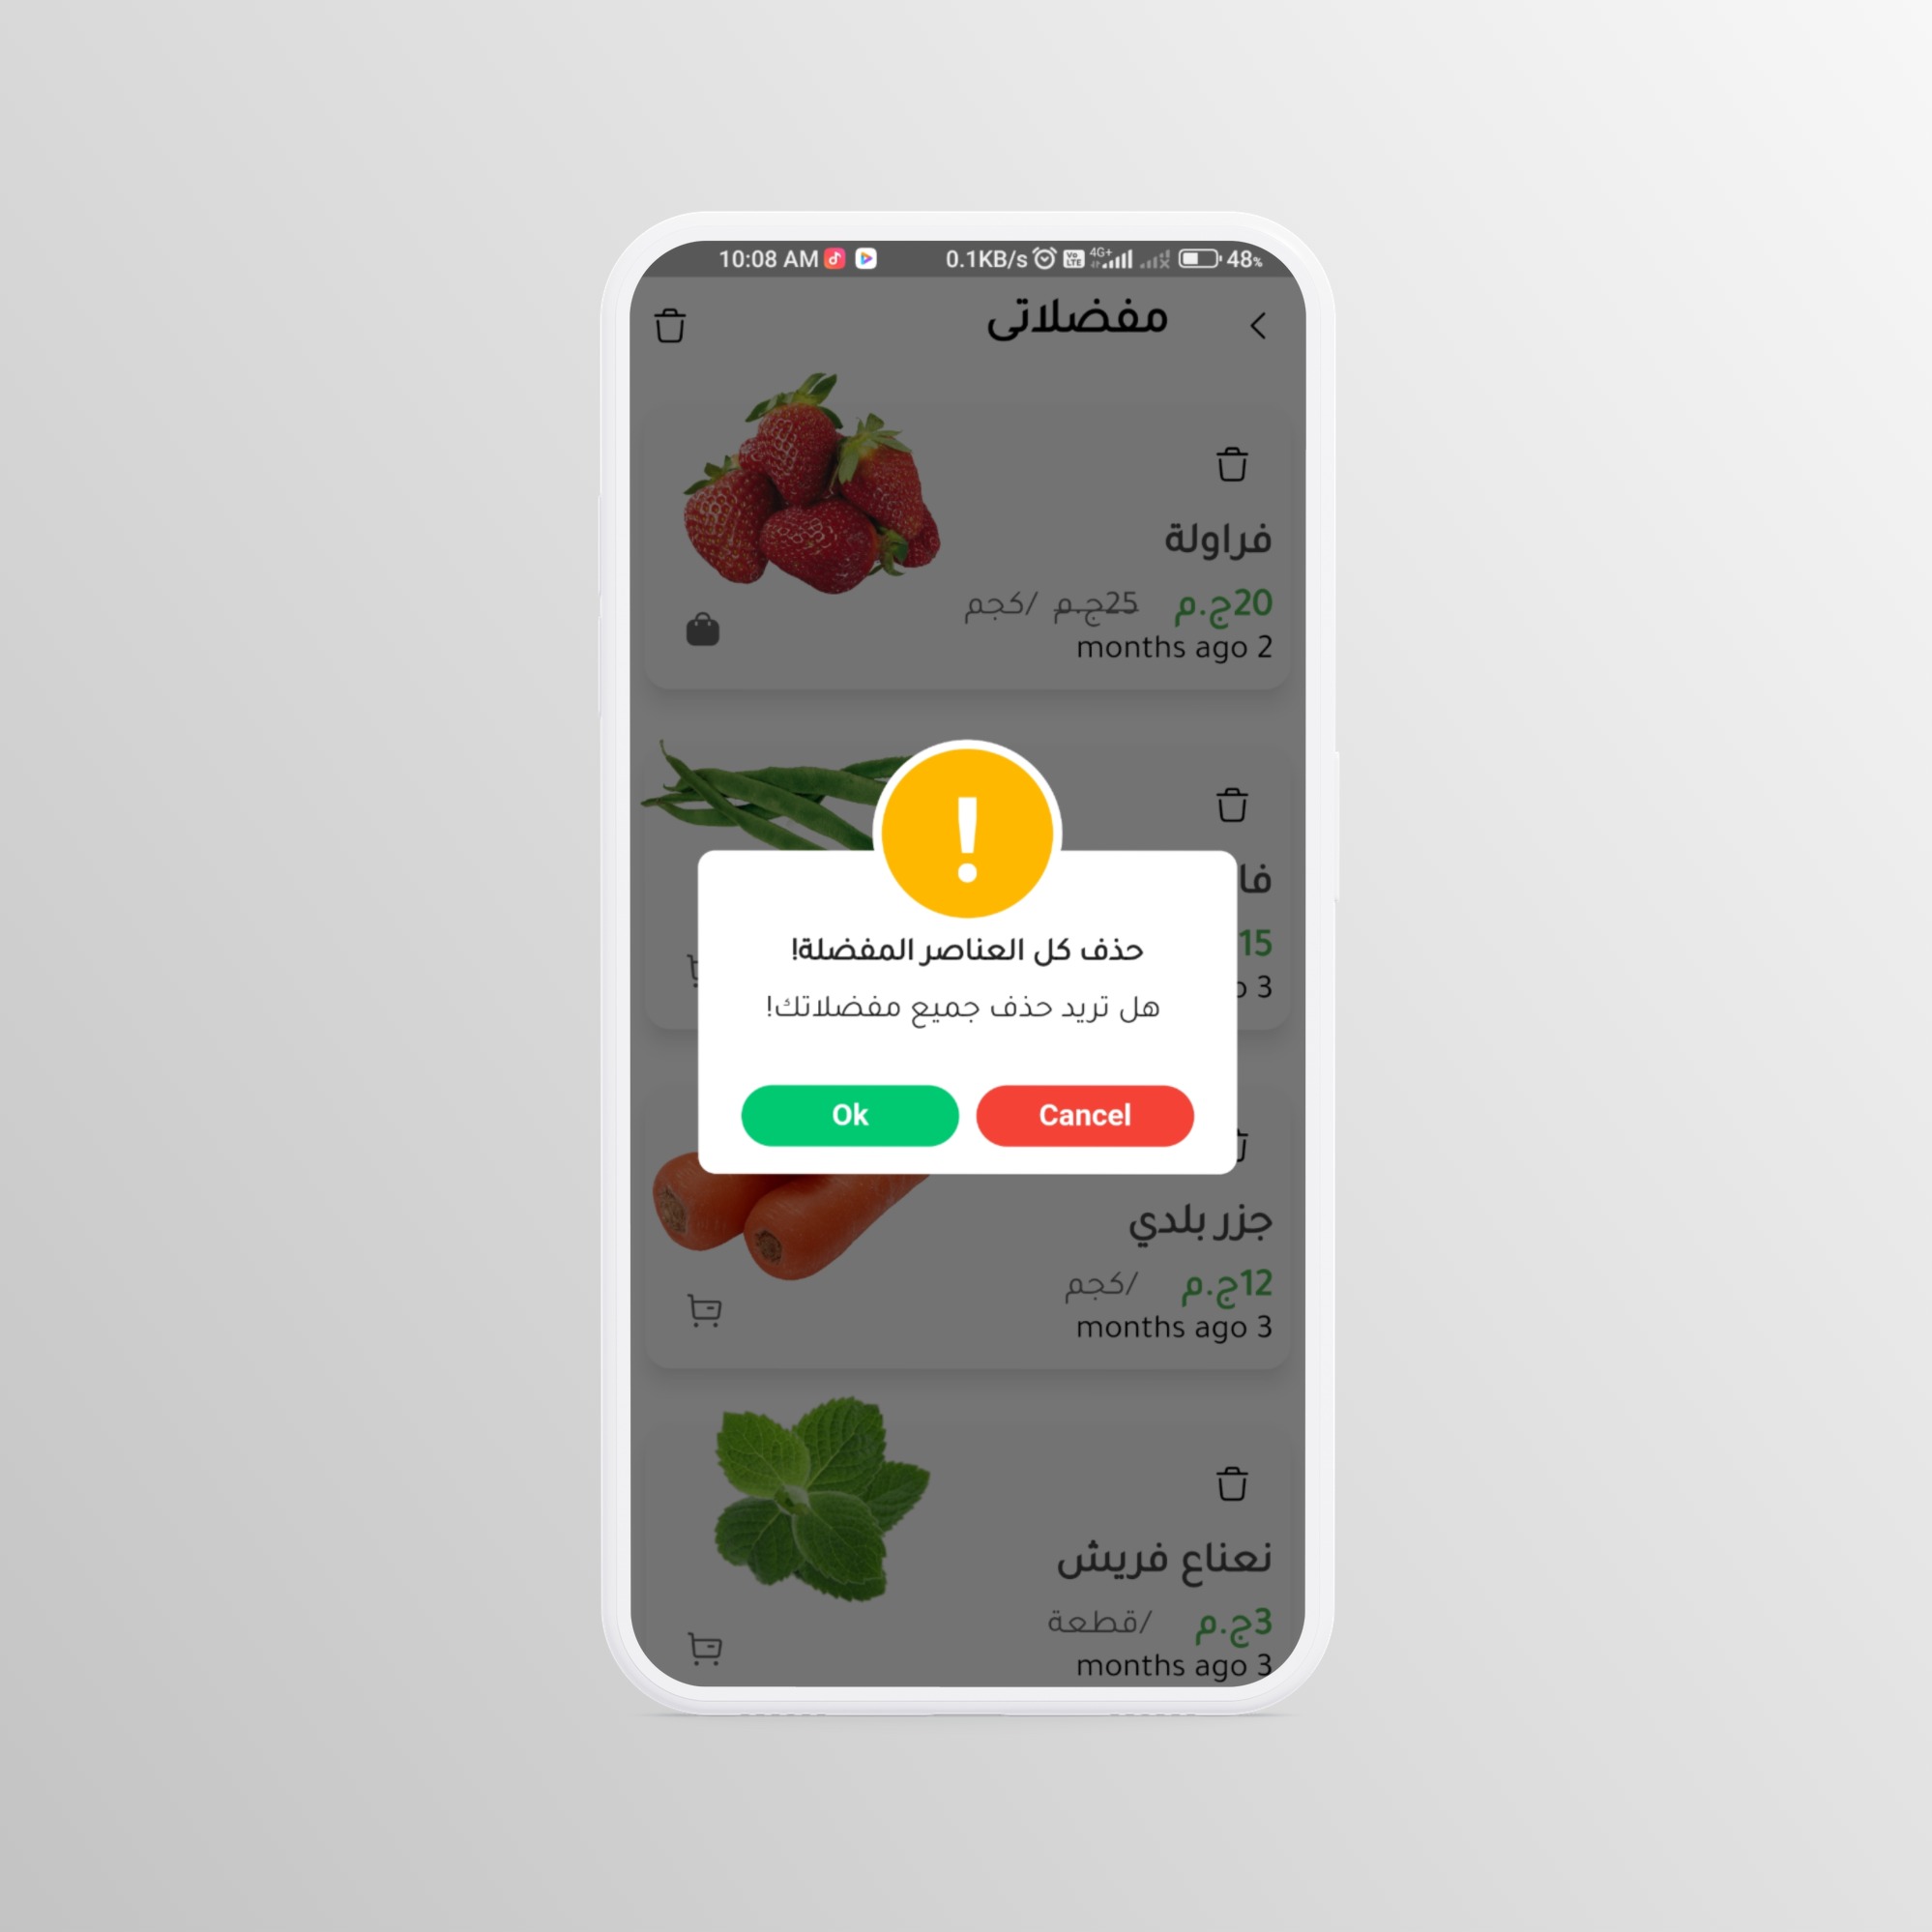 10:08 AM 0.1KB/s Vo LTE 4G+ 48%
مفضلاتى
فراولة
20ج.م 25ج.م /كجم
2 months ago
15
3
حذف كل العناصر المفضلة!
هل تريد حذف جميع مفضلاتك!
Ok Cancel
جزر بلدي
12ج.م /كجم
3 months ago
نعناع فريش
3ج.م /قطعة
3 months ago